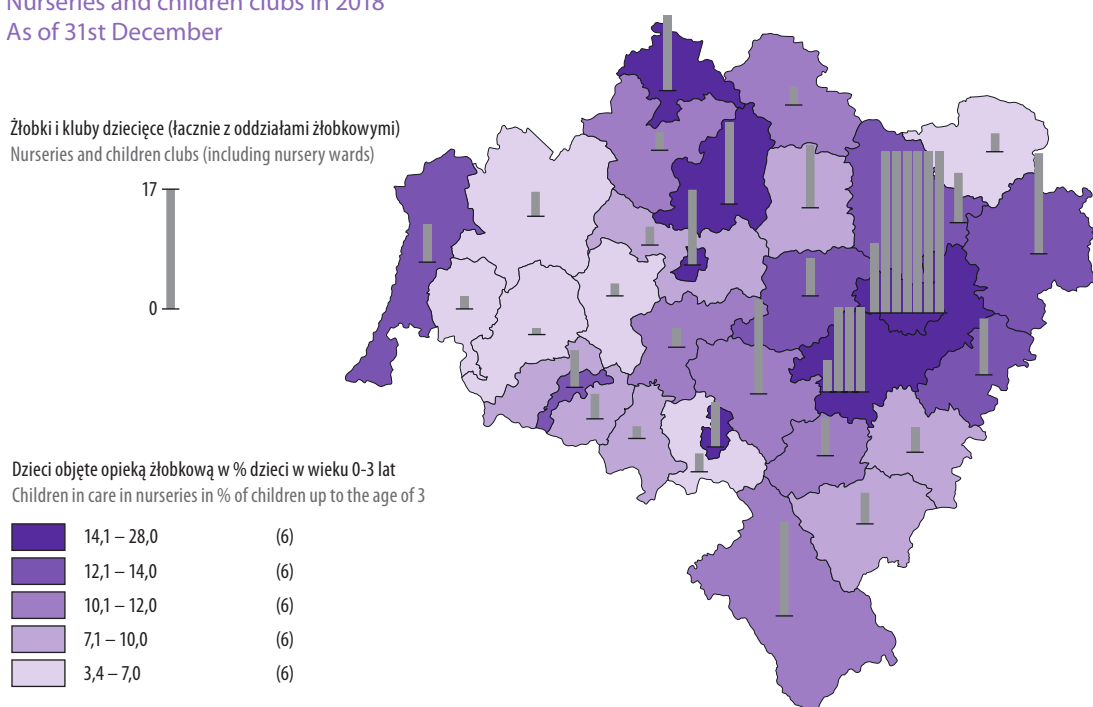 Nurseries and children clubs in 2018
As of 31st December
Żłobki i kluby dziecięce (łacznie z oddziałami żłobkowymi)
Nurseries and children clubs (including nursery wards)
17
0
Dzieci objęte opieką żłobkową w % dzieci w wieku 0-3 lat
Children in care in nurseries in % of children up to the age of 3
14,1 – 28,0 (6)
12,1 – 14,0 (6)
10,1 – 12,0 (6)
7,1 – 10,0 (6)
3,4 – 7,0 (6)